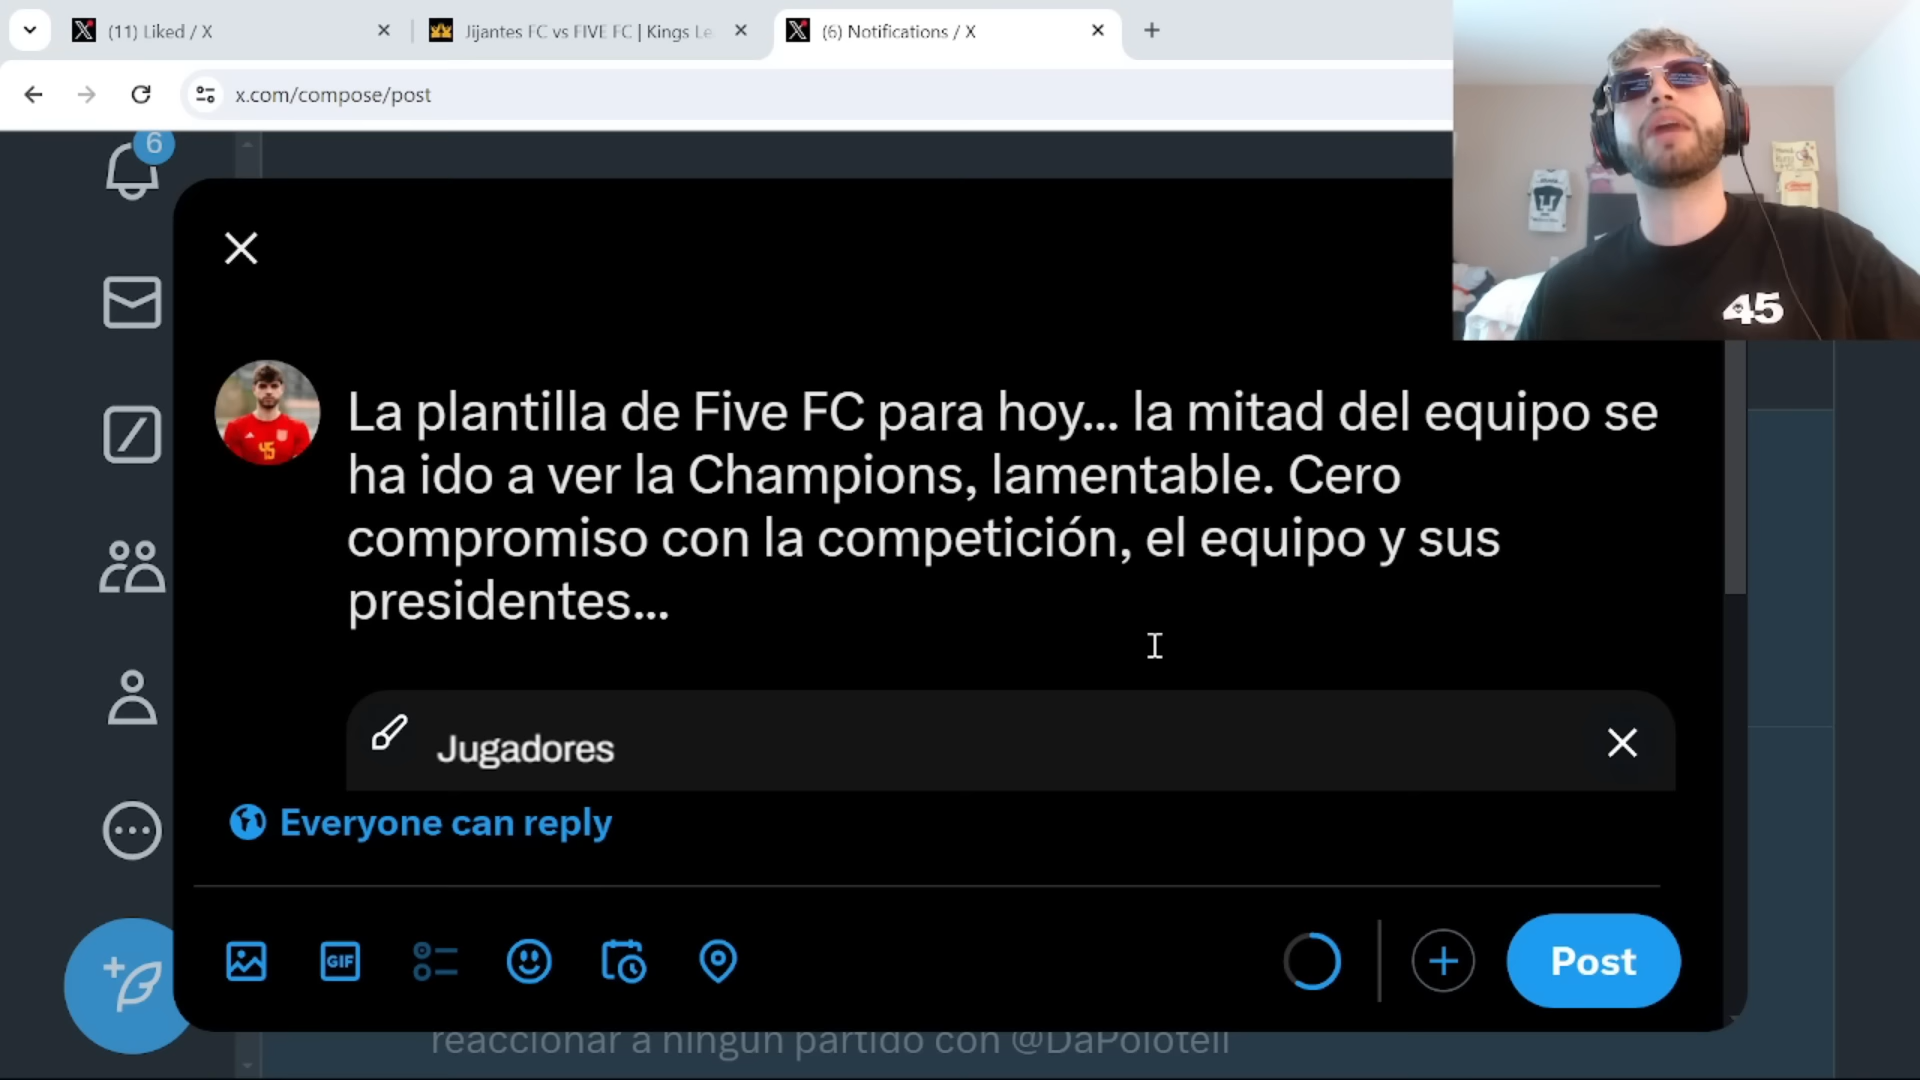 (11) Liked / X
Jijantes FC vs FIVE FC | Kings Le
(6) Notifications / X
x.com/compose/post
6
45
La plantilla de Five FC para hoy... la mitad del equipo se
ha ido a ver la Champions, lamentable. Cero
compromiso con la competición, el equipo y sus
presidentes...
45
Jugadores
Everyone can reply
GIF
Post
reaccionar a ningún partido con @DaPoloteli